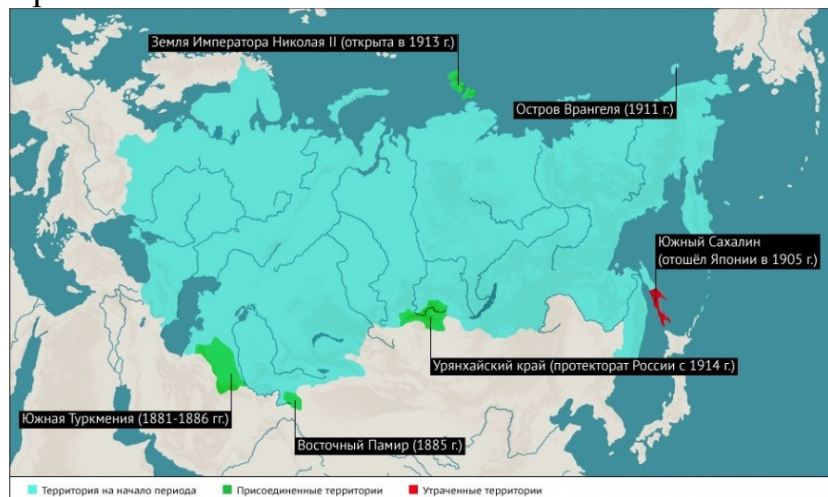 Земля Императора Николая II (открыта в 1913 г.)
Остров Врангеля (1911 г.)
Южный Сахалин
(отошёл Японии в 1905 г.)
Урянхайский край (протекторат России с 1914 г.)
Южная Туркмения (1881-1886 гг.)
Восточный Памир (1885 г.)
Территория на начало периода
Присоединенные территории
Утраченные территории